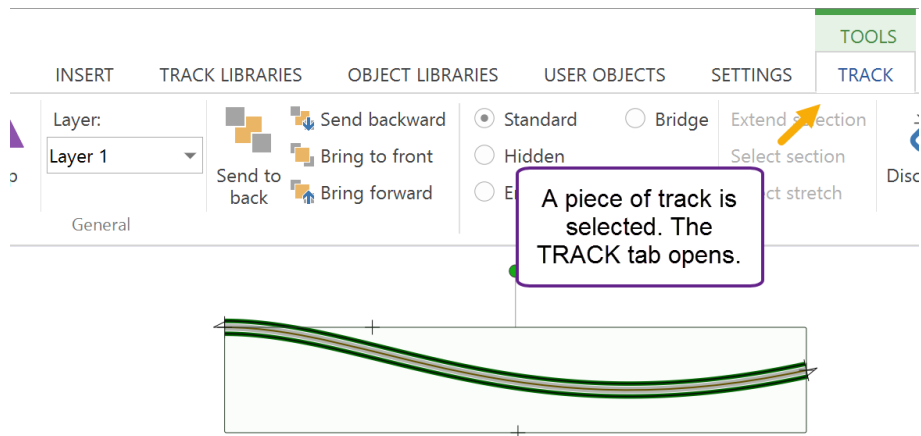 TOOLS
INSERT TRACK LIBRARIES OBJECT LIBRARIES USER OBJECTS SETTINGS TRACK
Layer:
Layer 1
General
Send to
back
Send backward
Bring to front
Bring forward
Standard
Hidden
Bridge
Extend selection
Select section
A piece of track is
selected. The
TRACK tab opens.